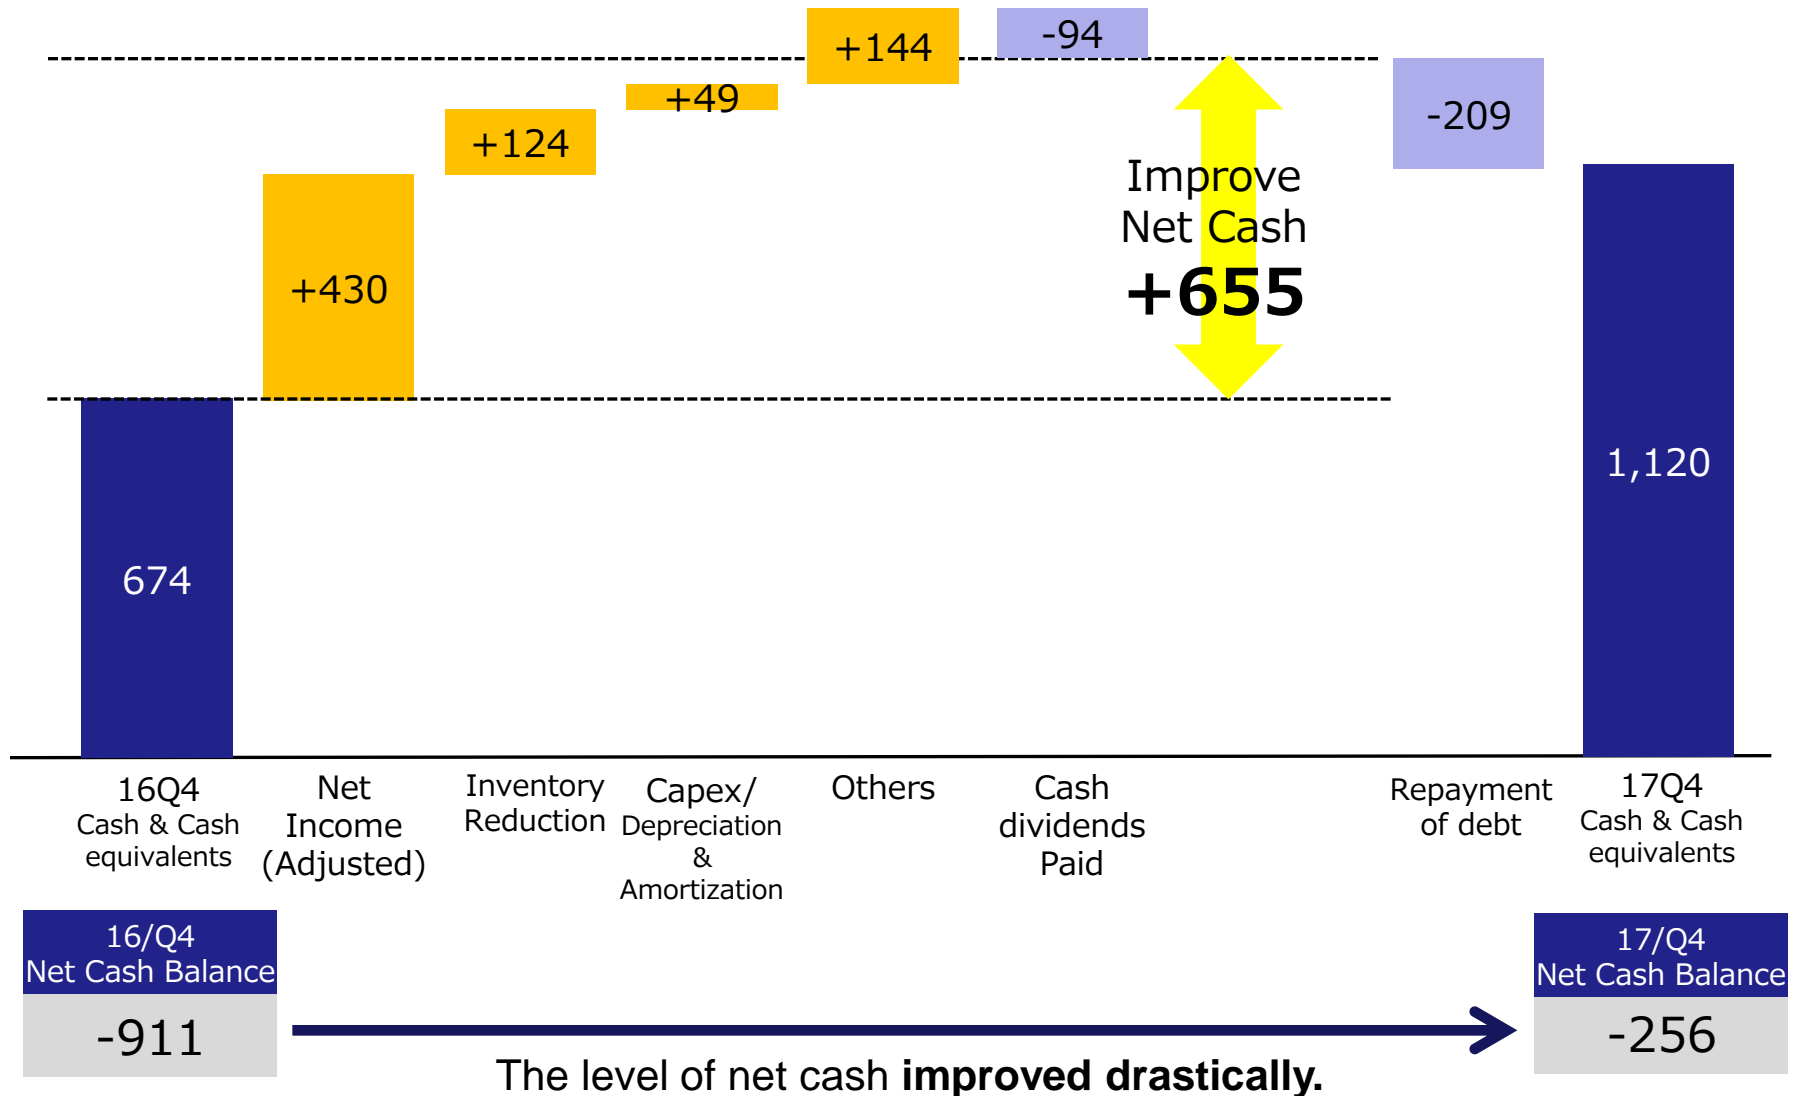 +144
-94
+49
-209
+124
Improve
Net Cash
+655
+430
1,120
674
16Q4
Cash & Cash
equivalents
Net
Income
(Adjusted)
Inventory
Reduction
Capex/
Depreciation
&
Amortization
Others
Cash
dividends
Paid
Repayment
of debt
17Q4
Cash & Cash
equivalents
16/Q4
Net Cash Balance
-911
17/Q4
Net Cash Balance
-256
The level of net cash improved drastically.